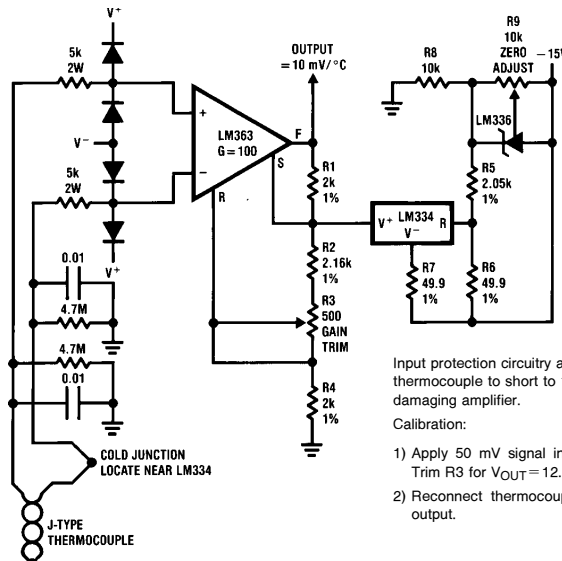 V+
5k
2W
V−
5k
2W
V+
0.01
4.7M
4.7M
0.01
COLD JUNCTION
LOCATE NEAR LM334
J-TYPE
THERMOCOUPLE
+
−
LM363
G=100
F
S
R
OUTPUT
=10 mV/°C
R1
2k
1%
R2
2.16k
1%
R3
500
GAIN
TRIM
R4
2k
1%
R8
10k
R9
10k
ZERO
ADJUST
−15V
LM336
R5
2.05k
1%
V+ LM334 R
V−
R7
49.9
1%
R6
49.9
1%
Input protection circuitry a
thermocouple to short to
damaging amplifier.
Calibration:
1) Apply 50 mV signal in
Trim R3 for VOUT=12.
2) Reconnect thermocoup
output.